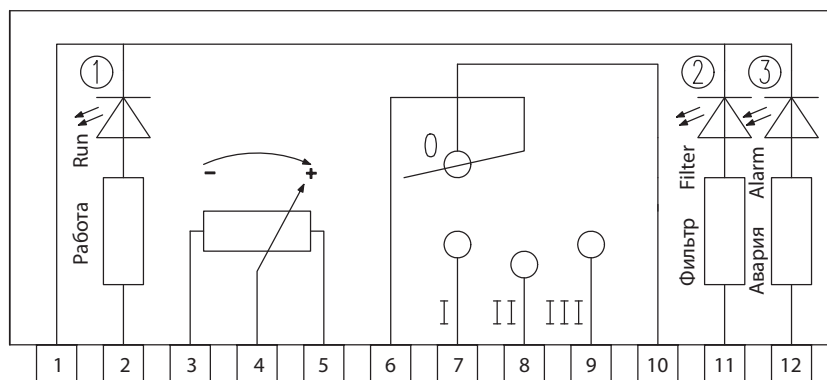 1 2 3
Run Работа
- +
0
Filter Фильтр
Alarm Авария
I II III
1 2 3 4 5 6 7 8 9 10 11 12